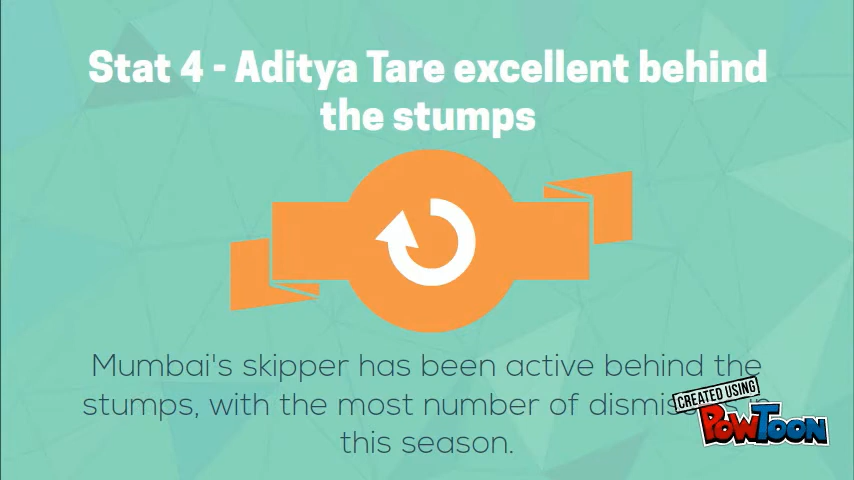 Stat 4 - Aditya Tare excellent behind
the stumps
Mumbai's skipper has been active behind the
stumps, with the most number of
this season.
CREATED USING
POWTOON